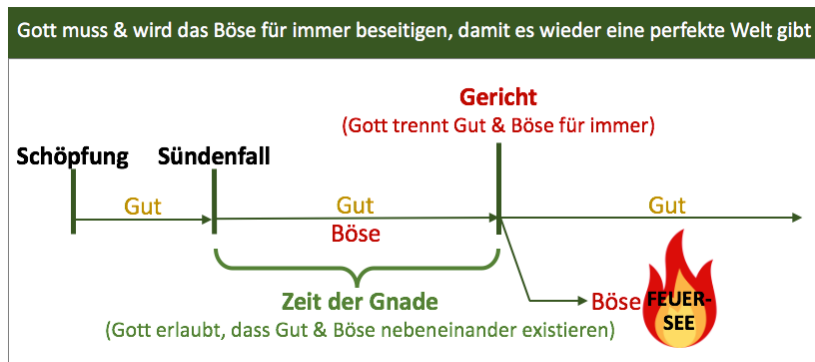 Gott muss & wird das Böse für immer beseitigen, damit es wieder eine perfekte Welt gibt
Gericht
(Gott trennt Gut & Böse für immer)
Schöpfung
Sündenfall
Gut
Gut
Gut
Böse
Zeit der Gnade
(Gott erlaubt, dass Gut & Böse nebeneinander existieren)
Böse
FEUER-
SEE